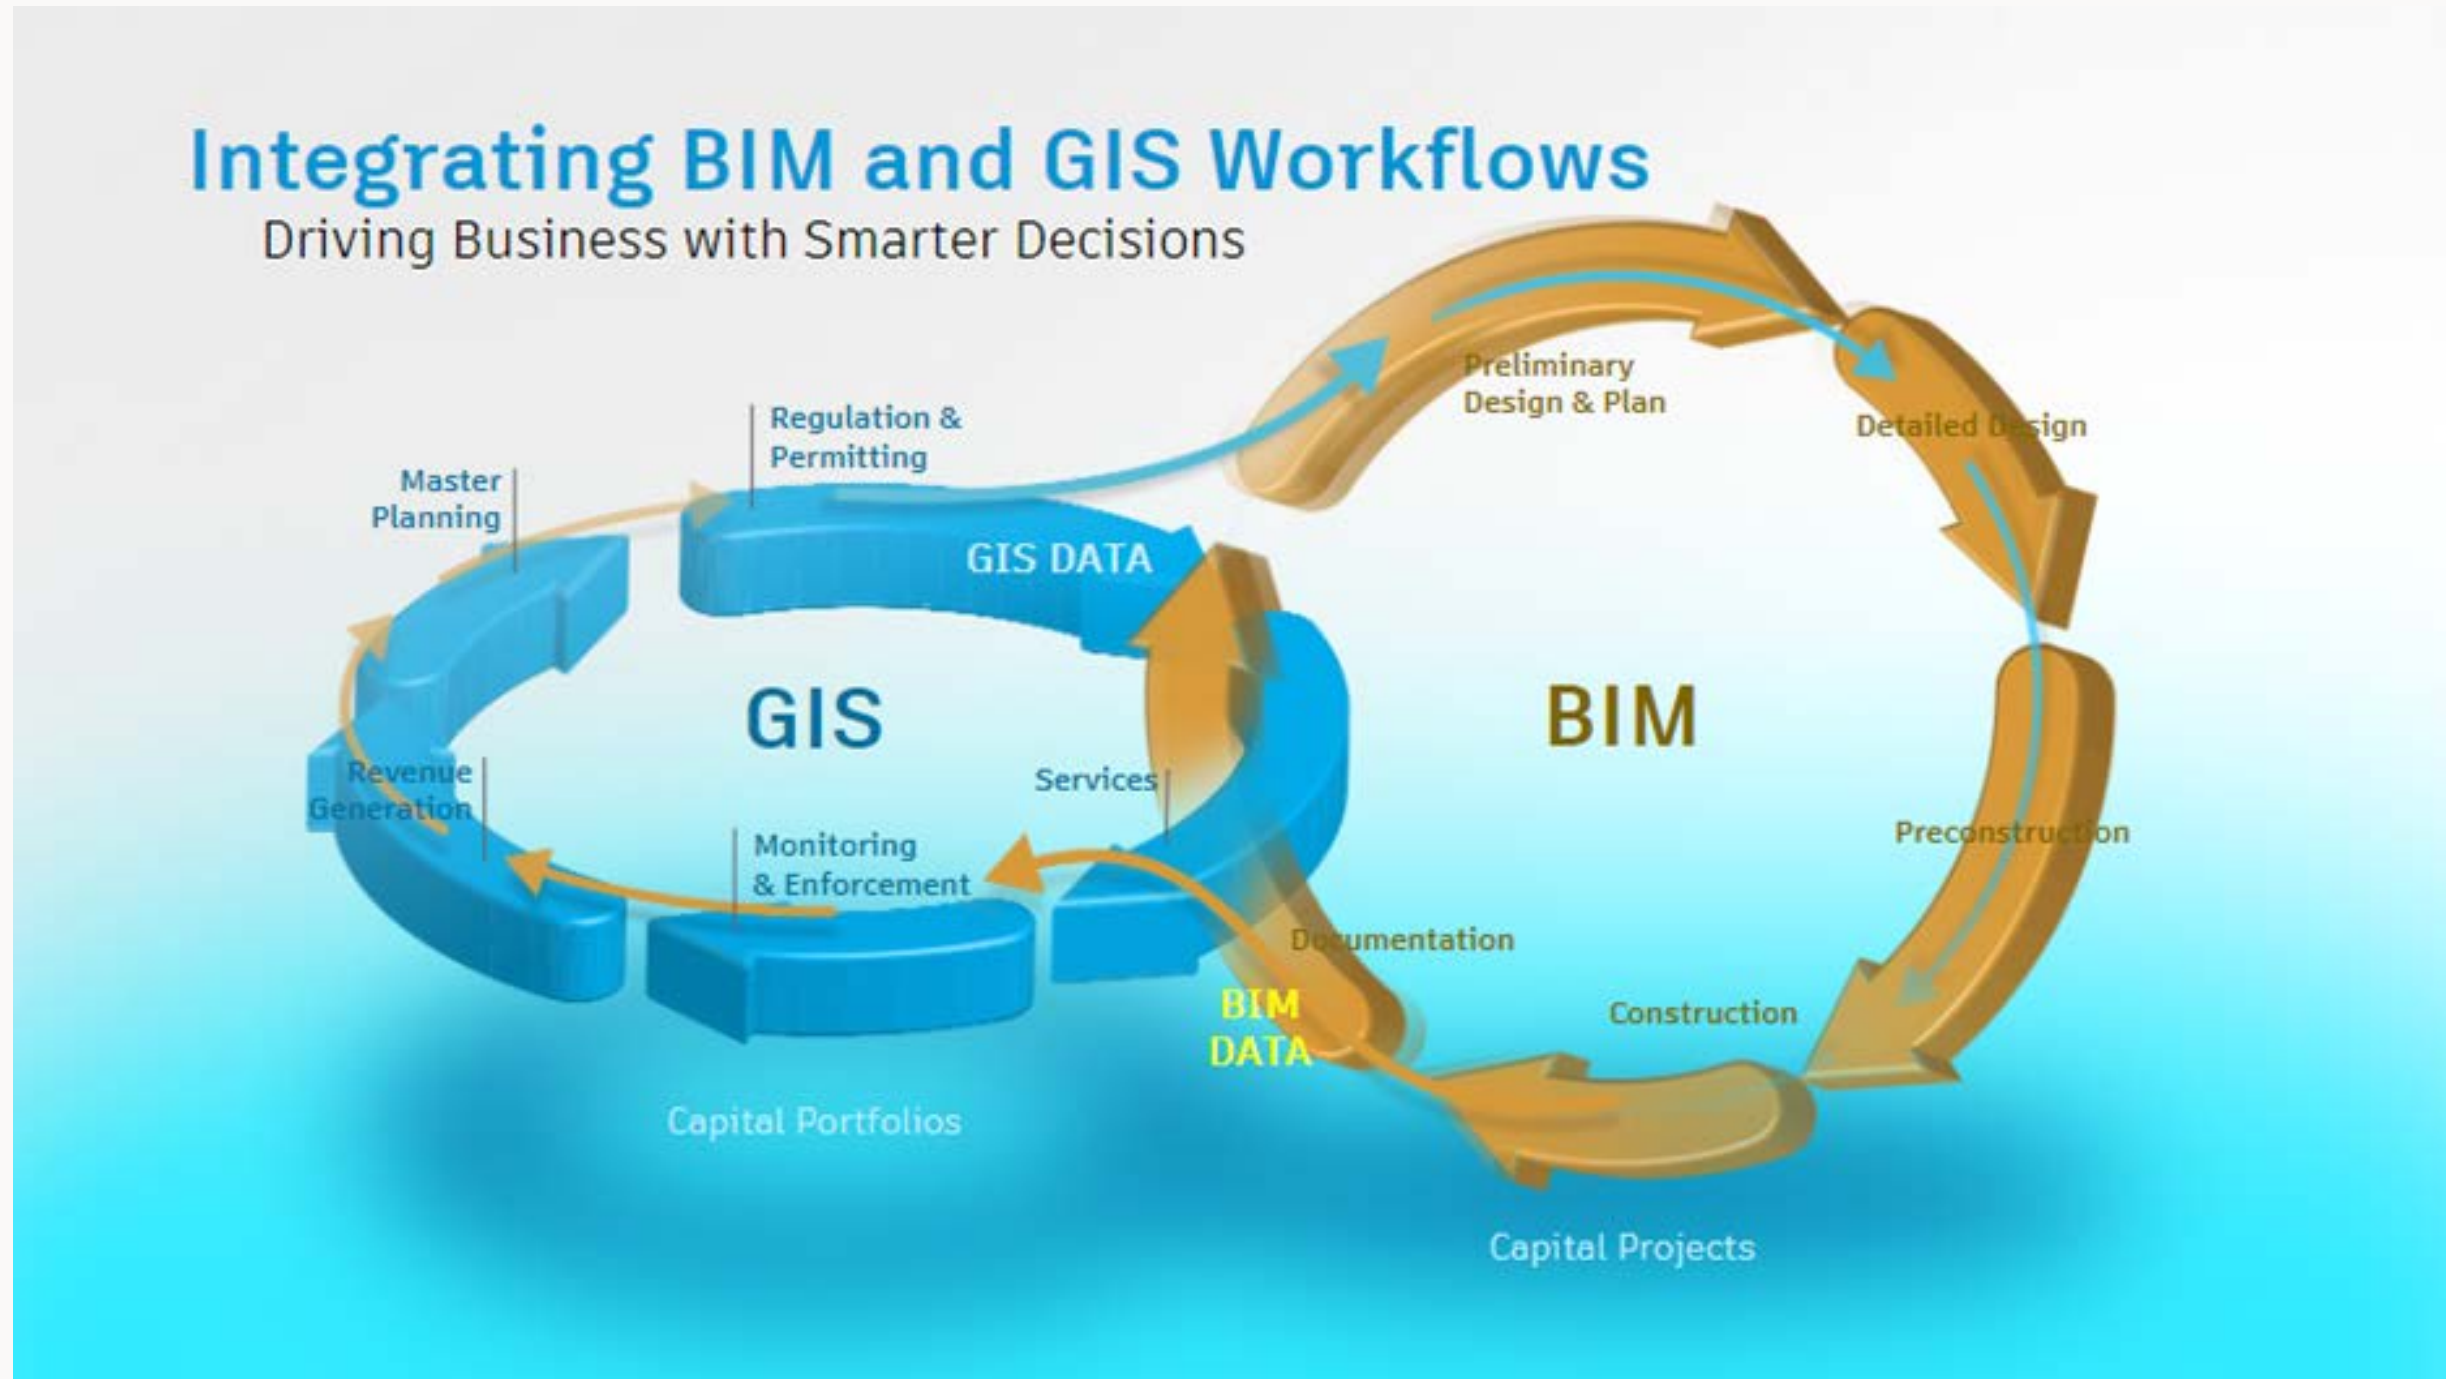 Integrating BIM and GIS Workflows
Driving Business with Smarter Decisions
Preliminary
Design & Plan
Detailed Design
Regulation &
Permitting
Master
Planning
GIS DATA
GIS
BIM
Revenue
Generation
Services
Monitoring
& Enforcement
Preconstruction
Documentation
Construction
BIM
DATA
Capital Portfolios
Capital Projects